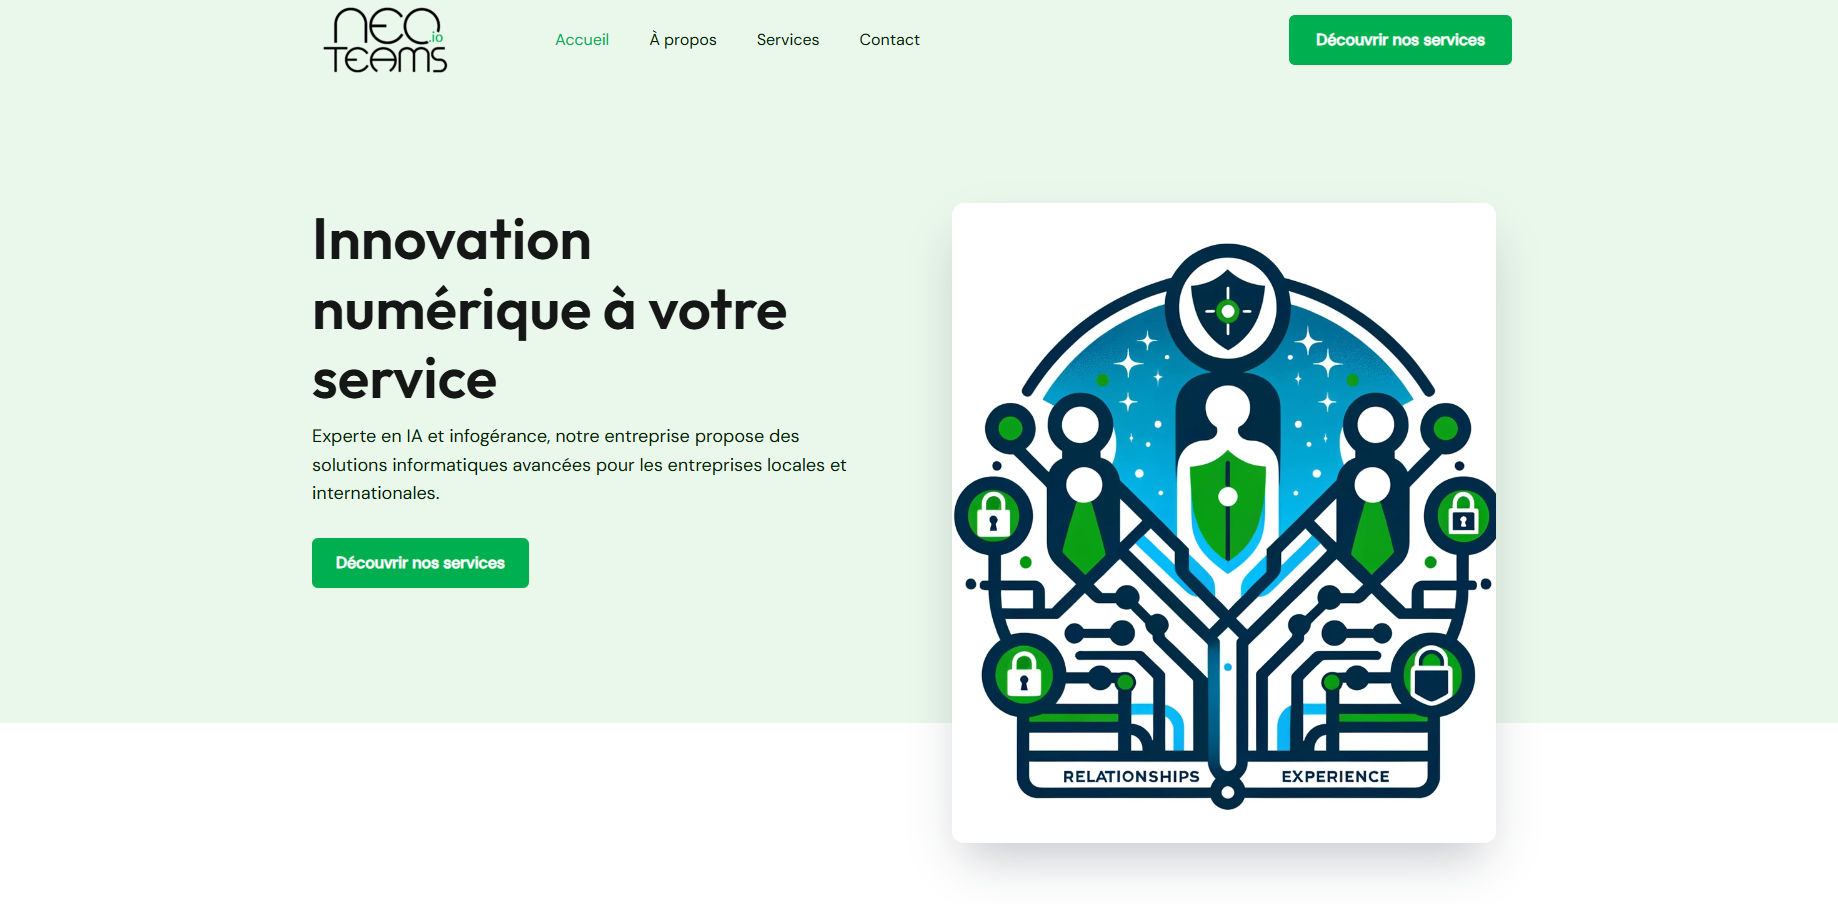 NEO
.io
TEAMS
Accueil
À propos
Services
Contact
Découvrir nos services
Innovation
numérique à votre
service
Experte en IA et infogérance, notre entreprise propose des
solutions informatiques avancées pour les entreprises locales et
internationales.
Découvrir nos services
RELATIONSHIPS
EXPERIENCE